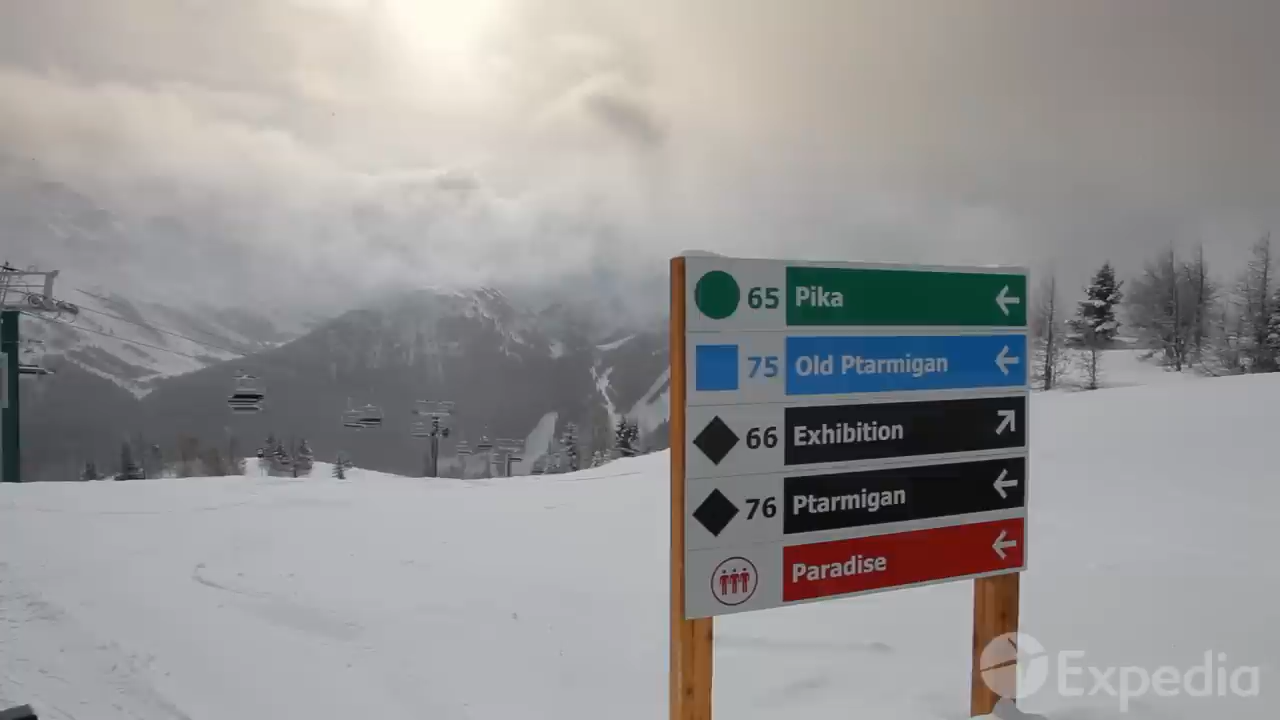 65 Pika
75 Old Ptarmigan
66 Exhibition
76 Ptarmigan
Paradise
Expedia